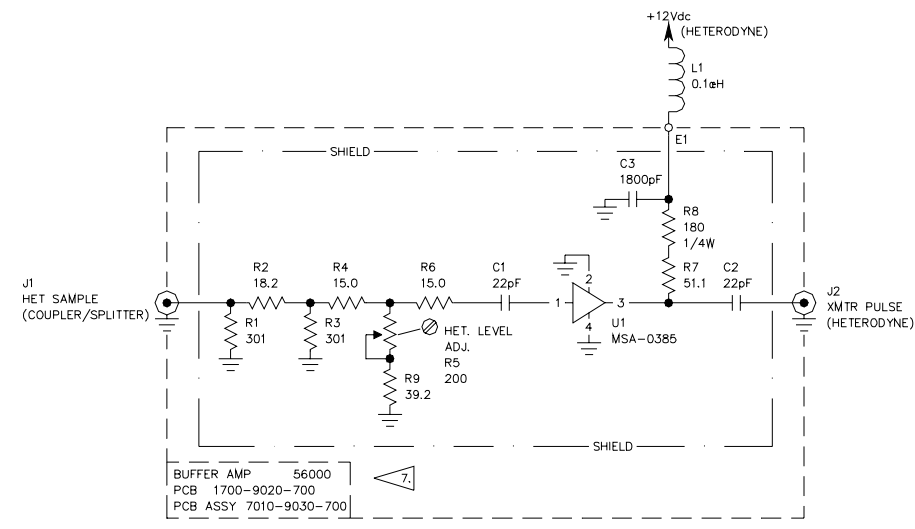 +12Vdc
(HETERODYNE)
L1
0.1œH
E1
SHIELD
C3
1800pF
R8
180
1/4W
R7
51.1
C2
22pF
J1
HET SAMPLE
(COUPLER/SPLITTER)
R2
18.2
R4
15.0
R6
15.0
C1
22pF
2
1
3
4
U1
MSA-0385
J2
XMTR PULSE
(HETERODYNE)
R1
301
R3
301
HET. LEVEL
ADJ.
R5
200
R9
39.2
SHIELD
BUFFER AMP 56000
PCB 1700-9020-700
PCB ASSY 7010-9030-700
7.